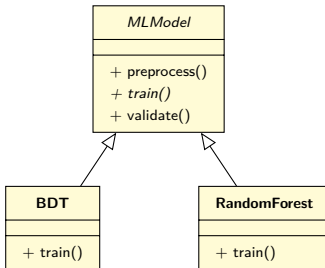 MLModel
+ preprocess()
+ train()
+ validate()
BDT
+ train()
RandomForest
+ train()